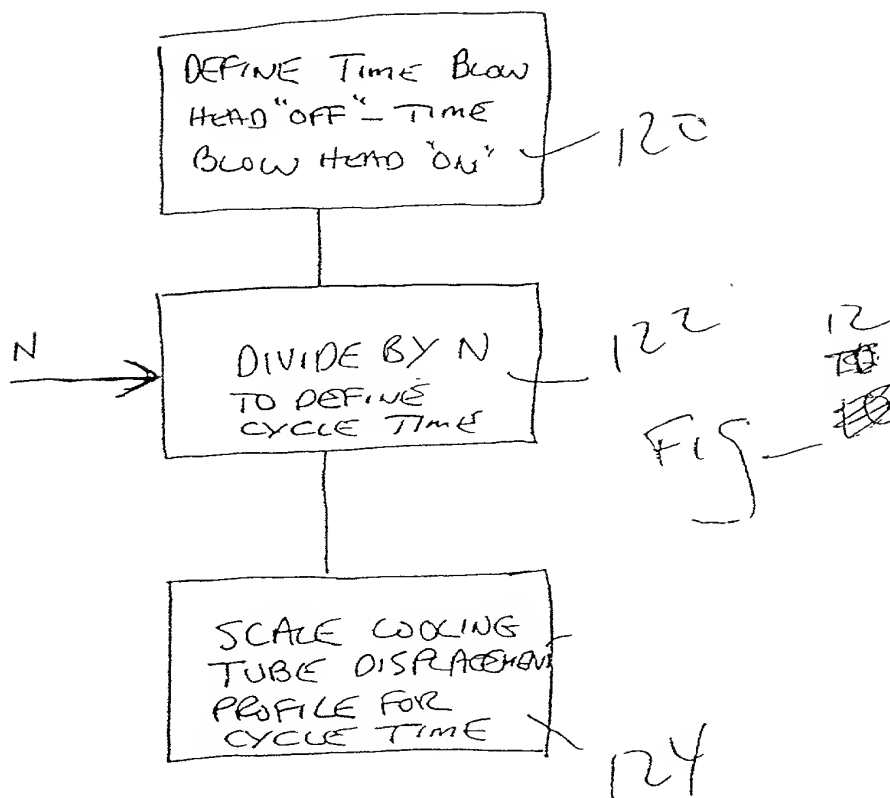 DEFINE TIME BLOW
HEAD "OFF" - TIME
BLOW HEAD "ON"
120
N
DIVIDE BY N
TO DEFINE
CYCLE TIME
122
Fig - 12
SCALE COOLING
TUBE DISPLACEMENT
PROFILE FOR
CYCLE TIME
124